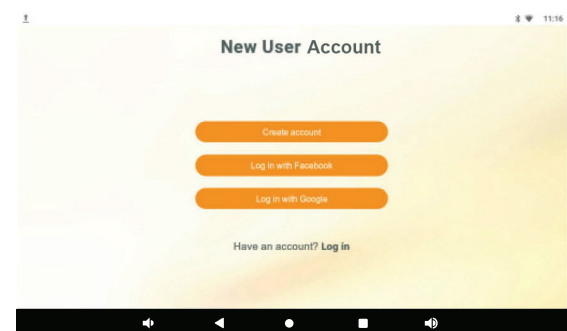 11:16
New User Account
Create account
Log in with Facebook
Log in with Google
Have an account? Log in